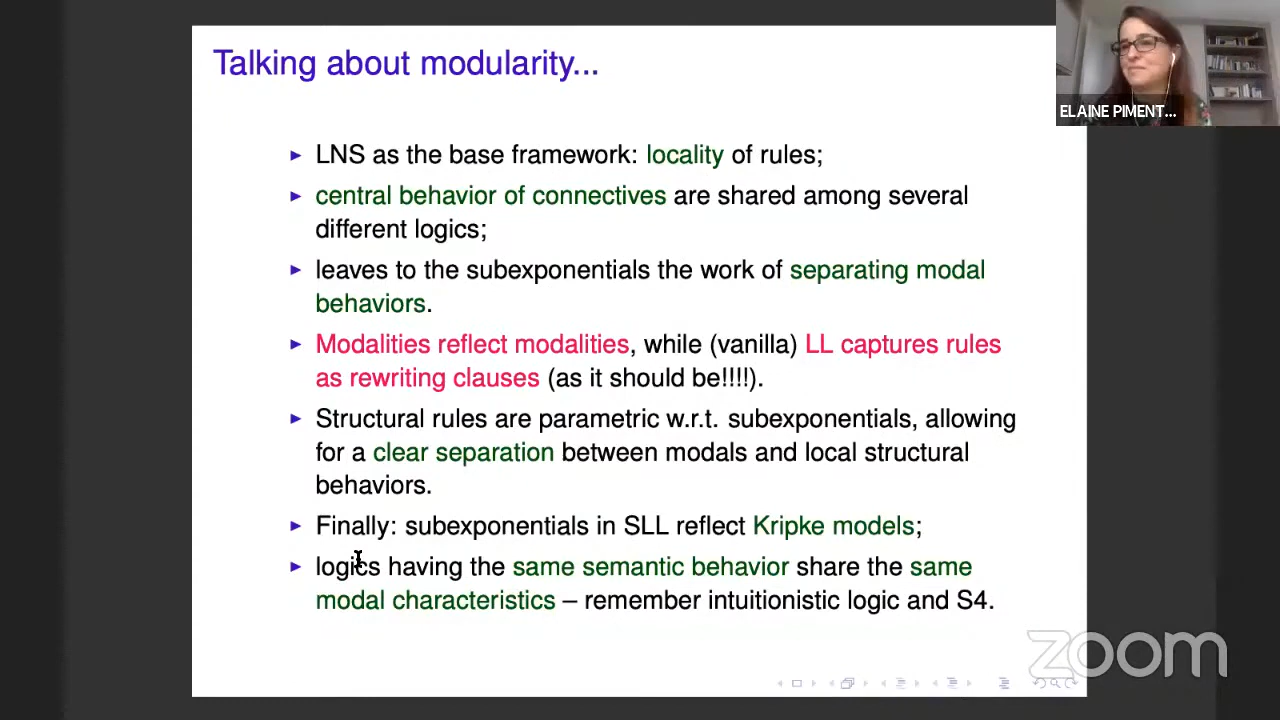 Talking about modularity...
ELAINE PIMENT...
► LNS as the base framework: locality of rules;
► central behavior of connectives are shared among several
different logics;
► leaves to the subexponentials the work of separating modal
behaviors.
► Modalities reflect modalities, while (vanilla) LL captures rules
as rewriting clauses (as it should be!!!!).
► Structural rules are parametric w.r.t. subexponentials, allowing
for a clear separation between modals and local structural
behaviors.
► Finally: subexponentials in SLL reflect Kripke models;
► logics having the same semantic behavior share the same
modal characteristics – remember intuitionistic logic and S4.
zoom